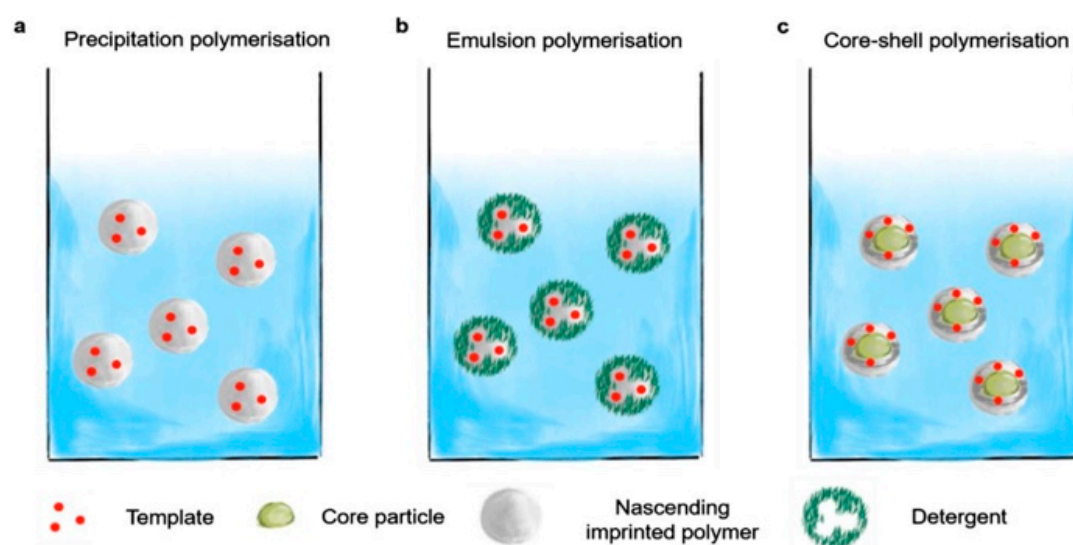 a Precipitation polymerisation
b Emulsion polymerisation
c Core-shell polymerisation
Template
Core particle
Nascending
imprinted polymer
Detergent